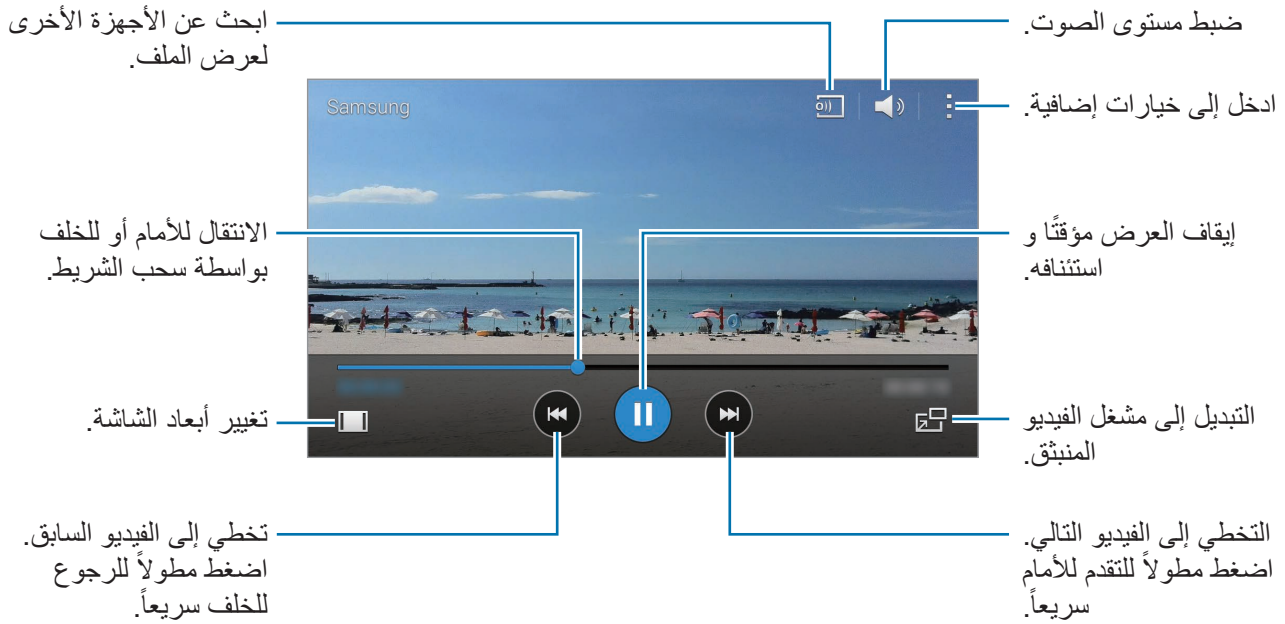 ضبط مستوى الصوت.
ابحث عن الأجهزة الأخرى
لعرض الملف.
ادخل إلى خيارات إضافية.
Samsung
إيقاف العرض مؤقتًا و
استئنافه.
الانتقال للأمام أو للخلف
بواسطة سحب الشريط.
التبديل إلى مشغل الفيديو
المنبثق.
تغيير أبعاد الشاشة.
التخطي إلى الفيديو التالي.
اضغط مطولاً للتقدم للأمام
سريعاً.
تخطي إلى الفيديو السابق.
اضغط مطولاً للرجوع
للخلف سريعاً.